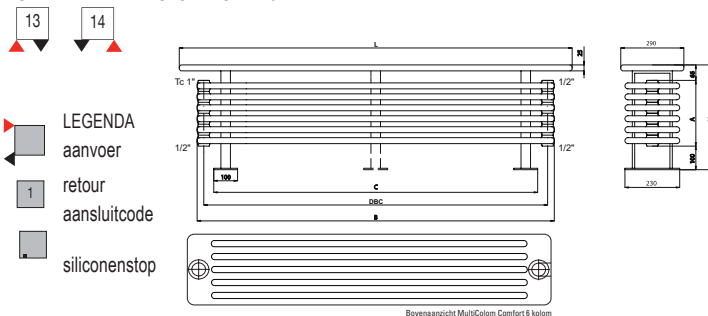 13
14
L
25
290
Tc 1"
1/2"
65
A
1/2"
1/2"
100
100
C
230
DBC
B
LEGENDA
aanvoer
1
retour
aansluitcode
siliconenstop
Bovenaanzicht MultiColom Comfort 6 kolom